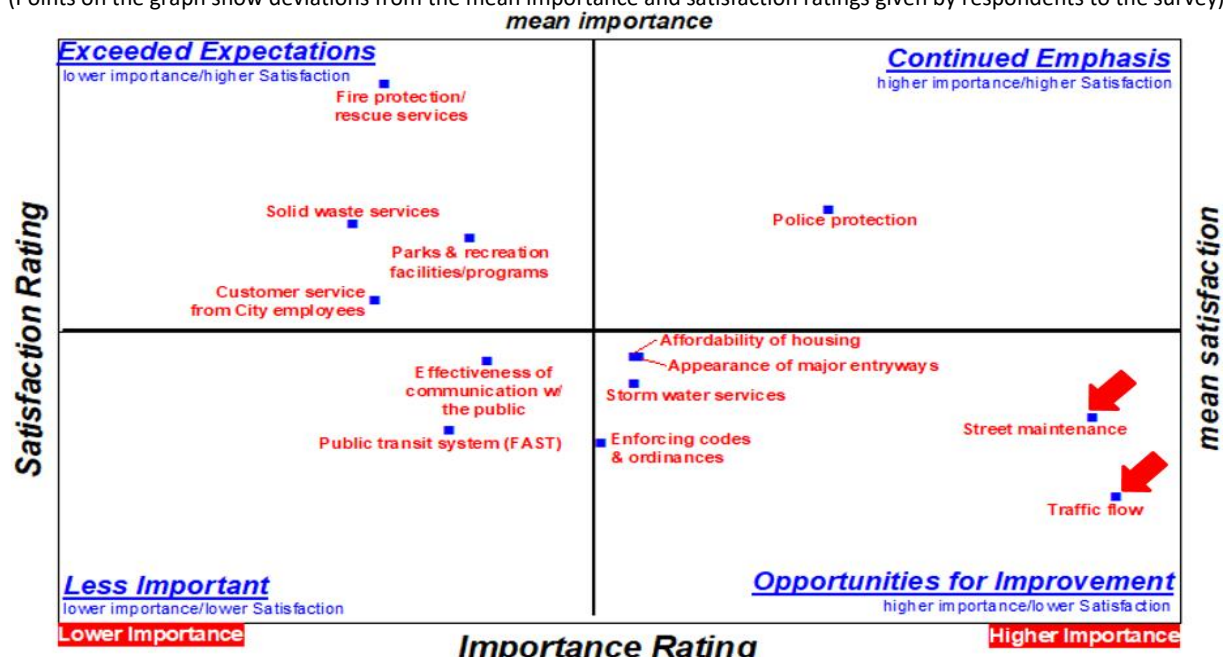 (Points on the graph show deviations from the mean importance and satisfaction ratings given by respondents to the survey)
mean importance
Exceeded Expectations
lower importance/higher Satisfaction
Continued Emphasis
higher importance/higher Satisfaction
Fire protection/
rescue services
Solid waste services
Police protection
Parks & recreation
facilities/programs
Customer service
from City employees
Satisfaction Rating
mean satisfaction
Affordability of housing
Appearance of major entryways
Effectiveness of
communication w/
the public
Storm water services
Street maintenance
Public transit system (FAST)
Enforcing codes
& ordinances
Traffic flow
Less Important
lower importance/lower Satisfaction
Opportunities for Improvement
higher importance/lower Satisfaction
Lower Importance
Importance Rating
Higher Importance